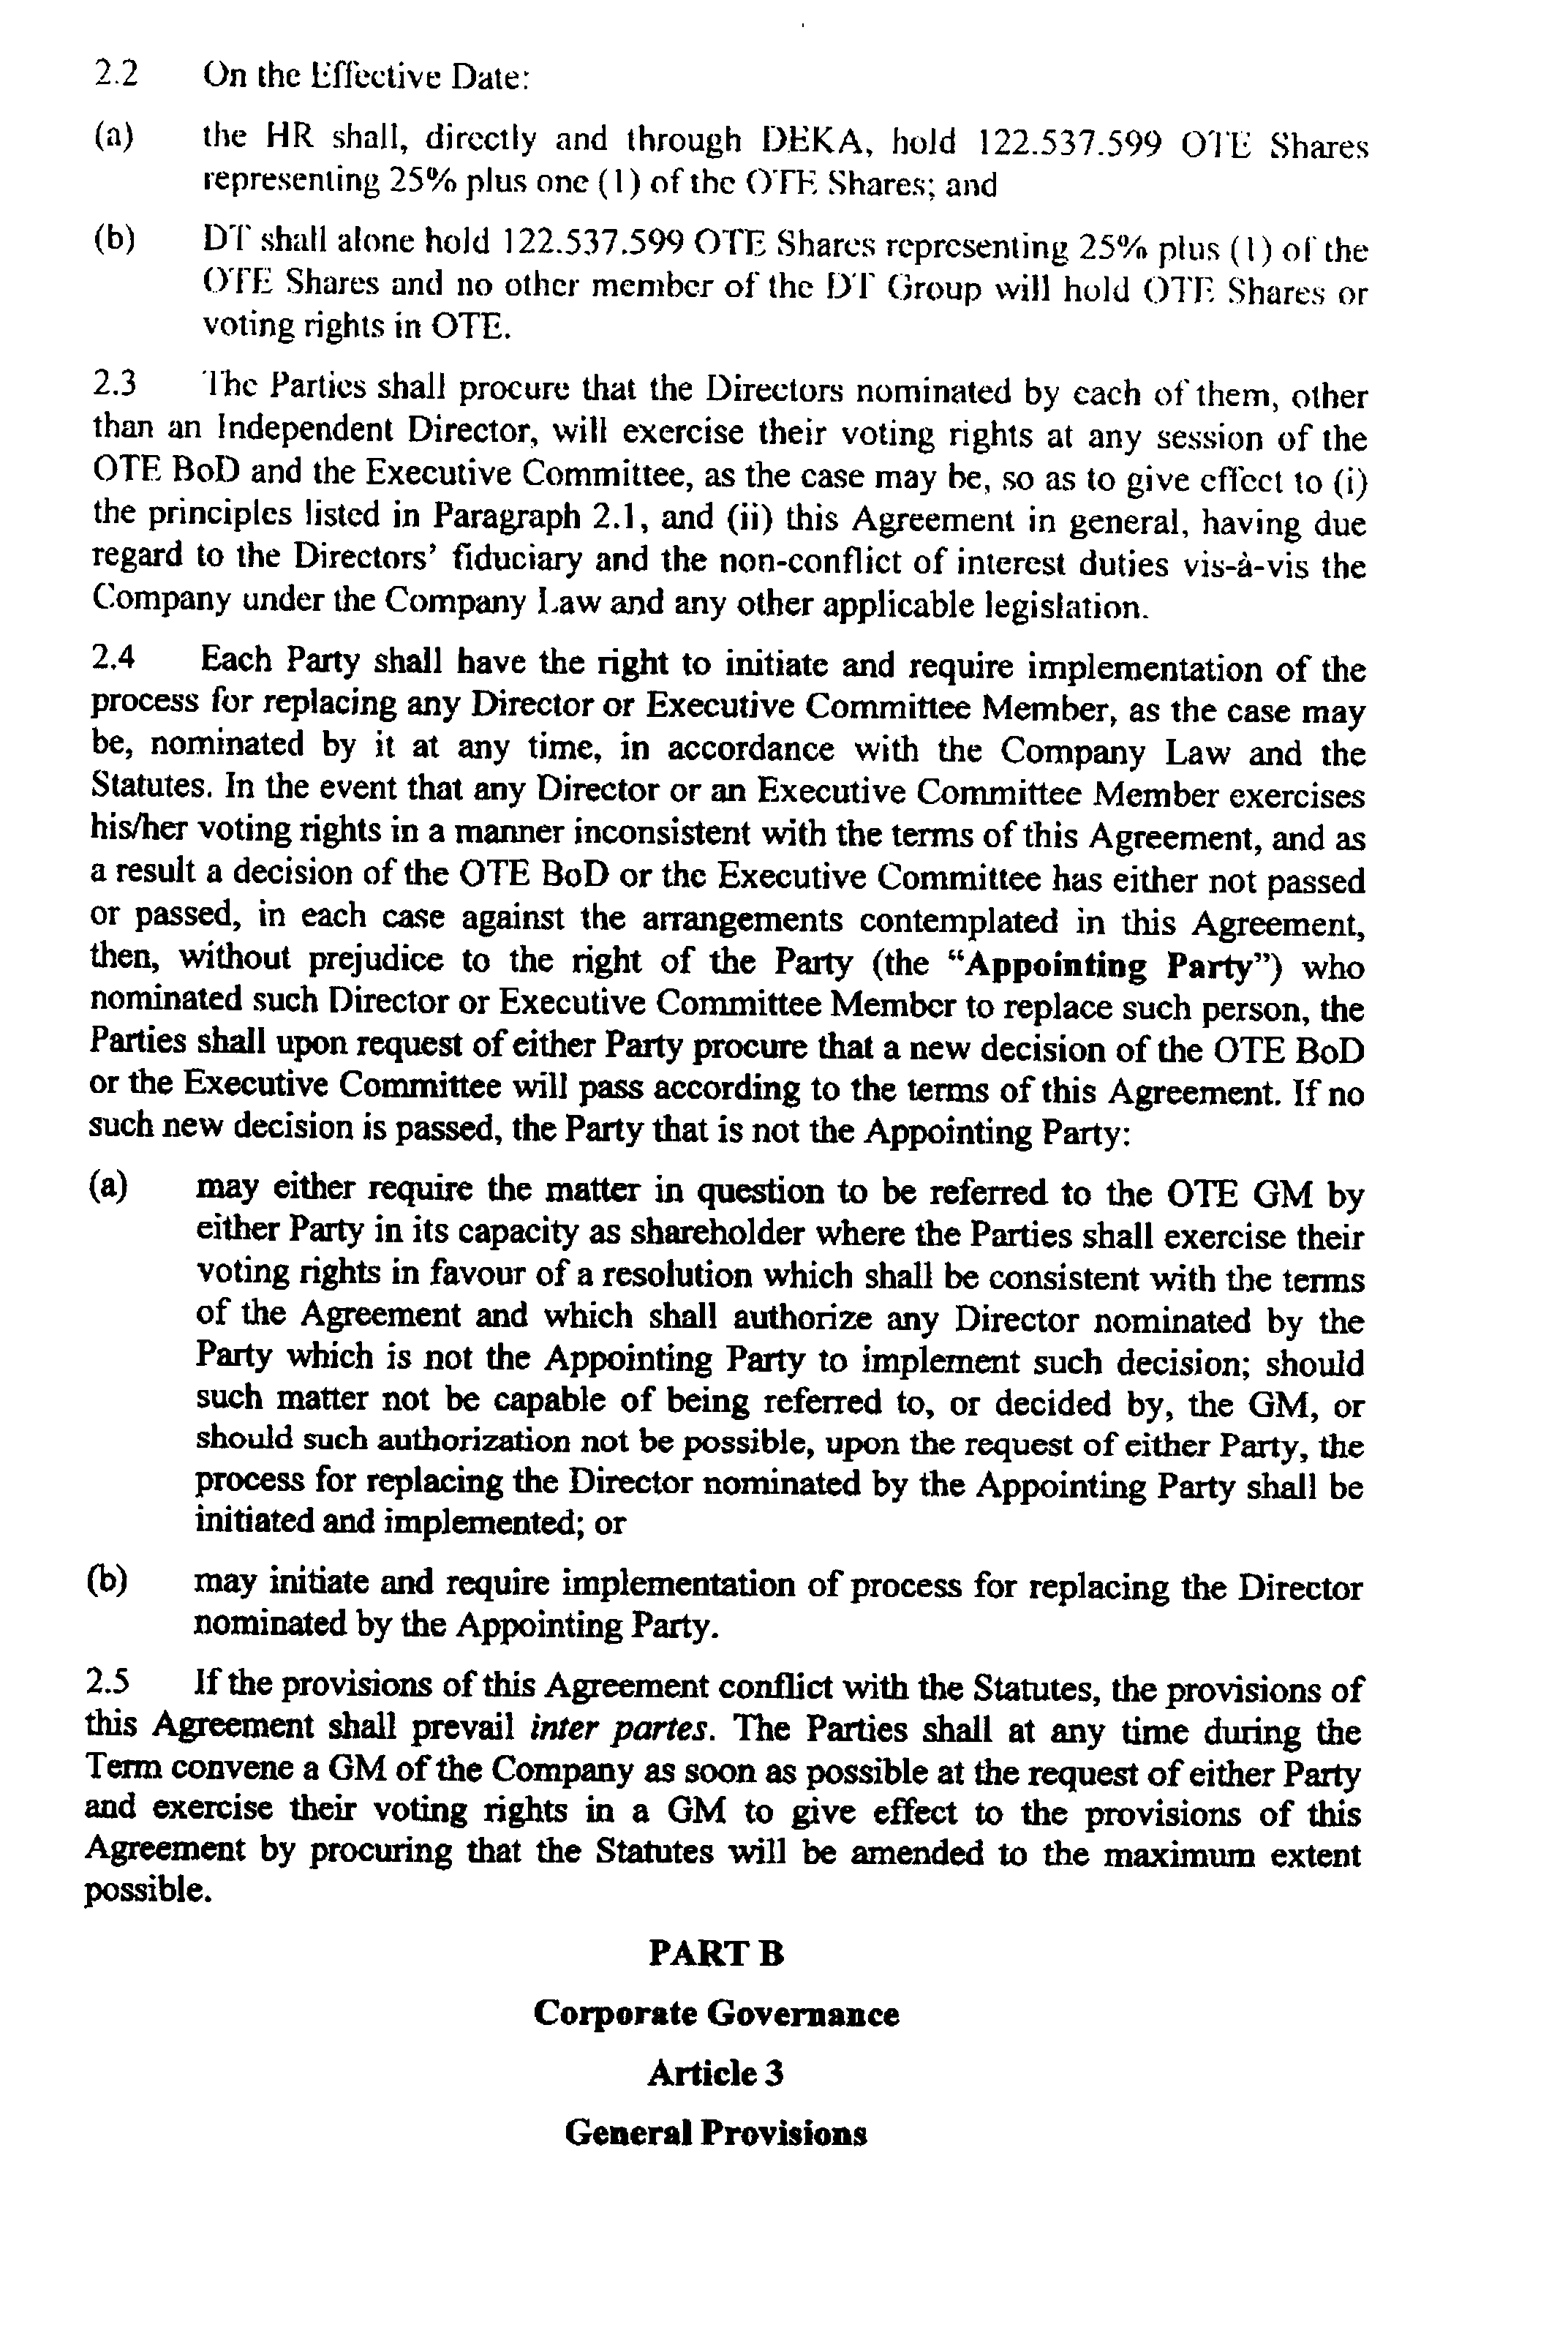 2.2 On the Effective Date:
(a) the HR shall, directly and through DEKA, hold 122.537.599 OTE Shares
representing 25% plus one (1) of the OTE Shares; and
(b) DT shall alone hold 122.537.599 OTE Shares representing 25% plus (1) of the
OTE Shares and no other member of the DT Group will hold OTE Shares or
voting rights in OTE.
2.3 The Parties shall procure that the Directors nominated by each of them, other
than an Independent Director, will exercise their voting rights at any session of the
OTE BoD and the Executive Committee, as the case may be, so as to give effect to (i)
the principles listed in Paragraph 2.1, and (ii) this Agreement in general, having due
regard to the Directors’ fiduciary and the non-conflict of interest duties vis-à-vis the
Company under the Company Law and any other applicable legislation.
2.4 Each Party shall have the right to initiate and require implementation of the
process for replacing any Director or Executive Committee Member, as the case may
be, nominated by it at any time, in accordance with the Company Law and the
Statutes. In the event that any Director or an Executive Committee Member exercises
his/her voting rights in a manner inconsistent with the terms of this Agreement, and as
a result a decision of the OTE BoD or the Executive Committee has either not passed
or passed, in each case against the arrangements contemplated in this Agreement,
then, without prejudice to the right of the Party (the “Appointing Party”) who
nominated such Director or Executive Committee Member to replace such person, the
Parties shall upon request of either Party procure that a new decision of the OTE BoD
or the Executive Committee will pass according to the terms of this Agreement. If no
such new decision is passed, the Party that is not the Appointing Party:
(a) may either require the matter in question to be referred to the OTE GM by
either Party in its capacity as shareholder where the Parties shall exercise their
voting rights in favour of a resolution which shall be consistent with the terms
of the Agreement and which shall authorize any Director nominated by the
Party which is not the Appointing Party to implement such decision; should
such matter not be capable of being referred to, or decided by, the GM, or
should such authorization not be possible, upon the request of either Party, the
process for replacing the Director nominated by the Appointing Party shall be
initiated and implemented; or
(b) may initiate and require implementation of process for replacing the Director
nominated by the Appointing Party.
2.5 If the provisions of this Agreement conflict with the Statutes, the provisions of
this Agreement shall prevail inter partes. The Parties shall at any time during the
Term convene a GM of the Company as soon as possible at the request of either Party
and exercise their voting rights in a GM to give effect to the provisions of this
Agreement by procuring that the Statutes will be amended to the maximum extent
possible.
PART B
Corporate Governance
Article 3
General Provisions